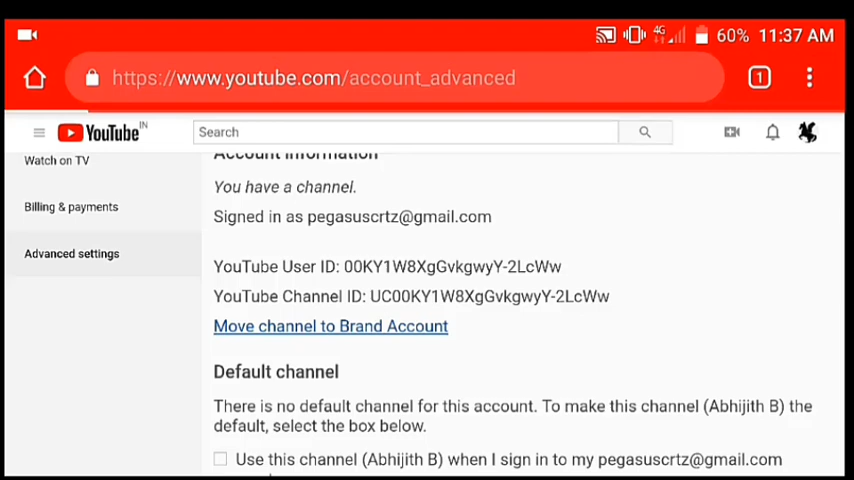 4G 60% 11:37 AM
https://www.youtube.com/account_advanced 1
YouTube IN Search
Watch on TV
Account information
You have a channel.
Billing & payments
Signed in as pegasuscrtz@gmail.com
Advanced settings
YouTube User ID: 00KY1W8XgGvkgwyY-2LcWw
YouTube Channel ID: UC00KY1W8XgGvkgwyY-2LcWw
Move channel to Brand Account
Default channel
There is no default channel for this account. To make this channel (Abhijith B) the
default, select the box below.
Use this channel (Abhijith B) when I sign in to my pegasuscrtz@gmail.com